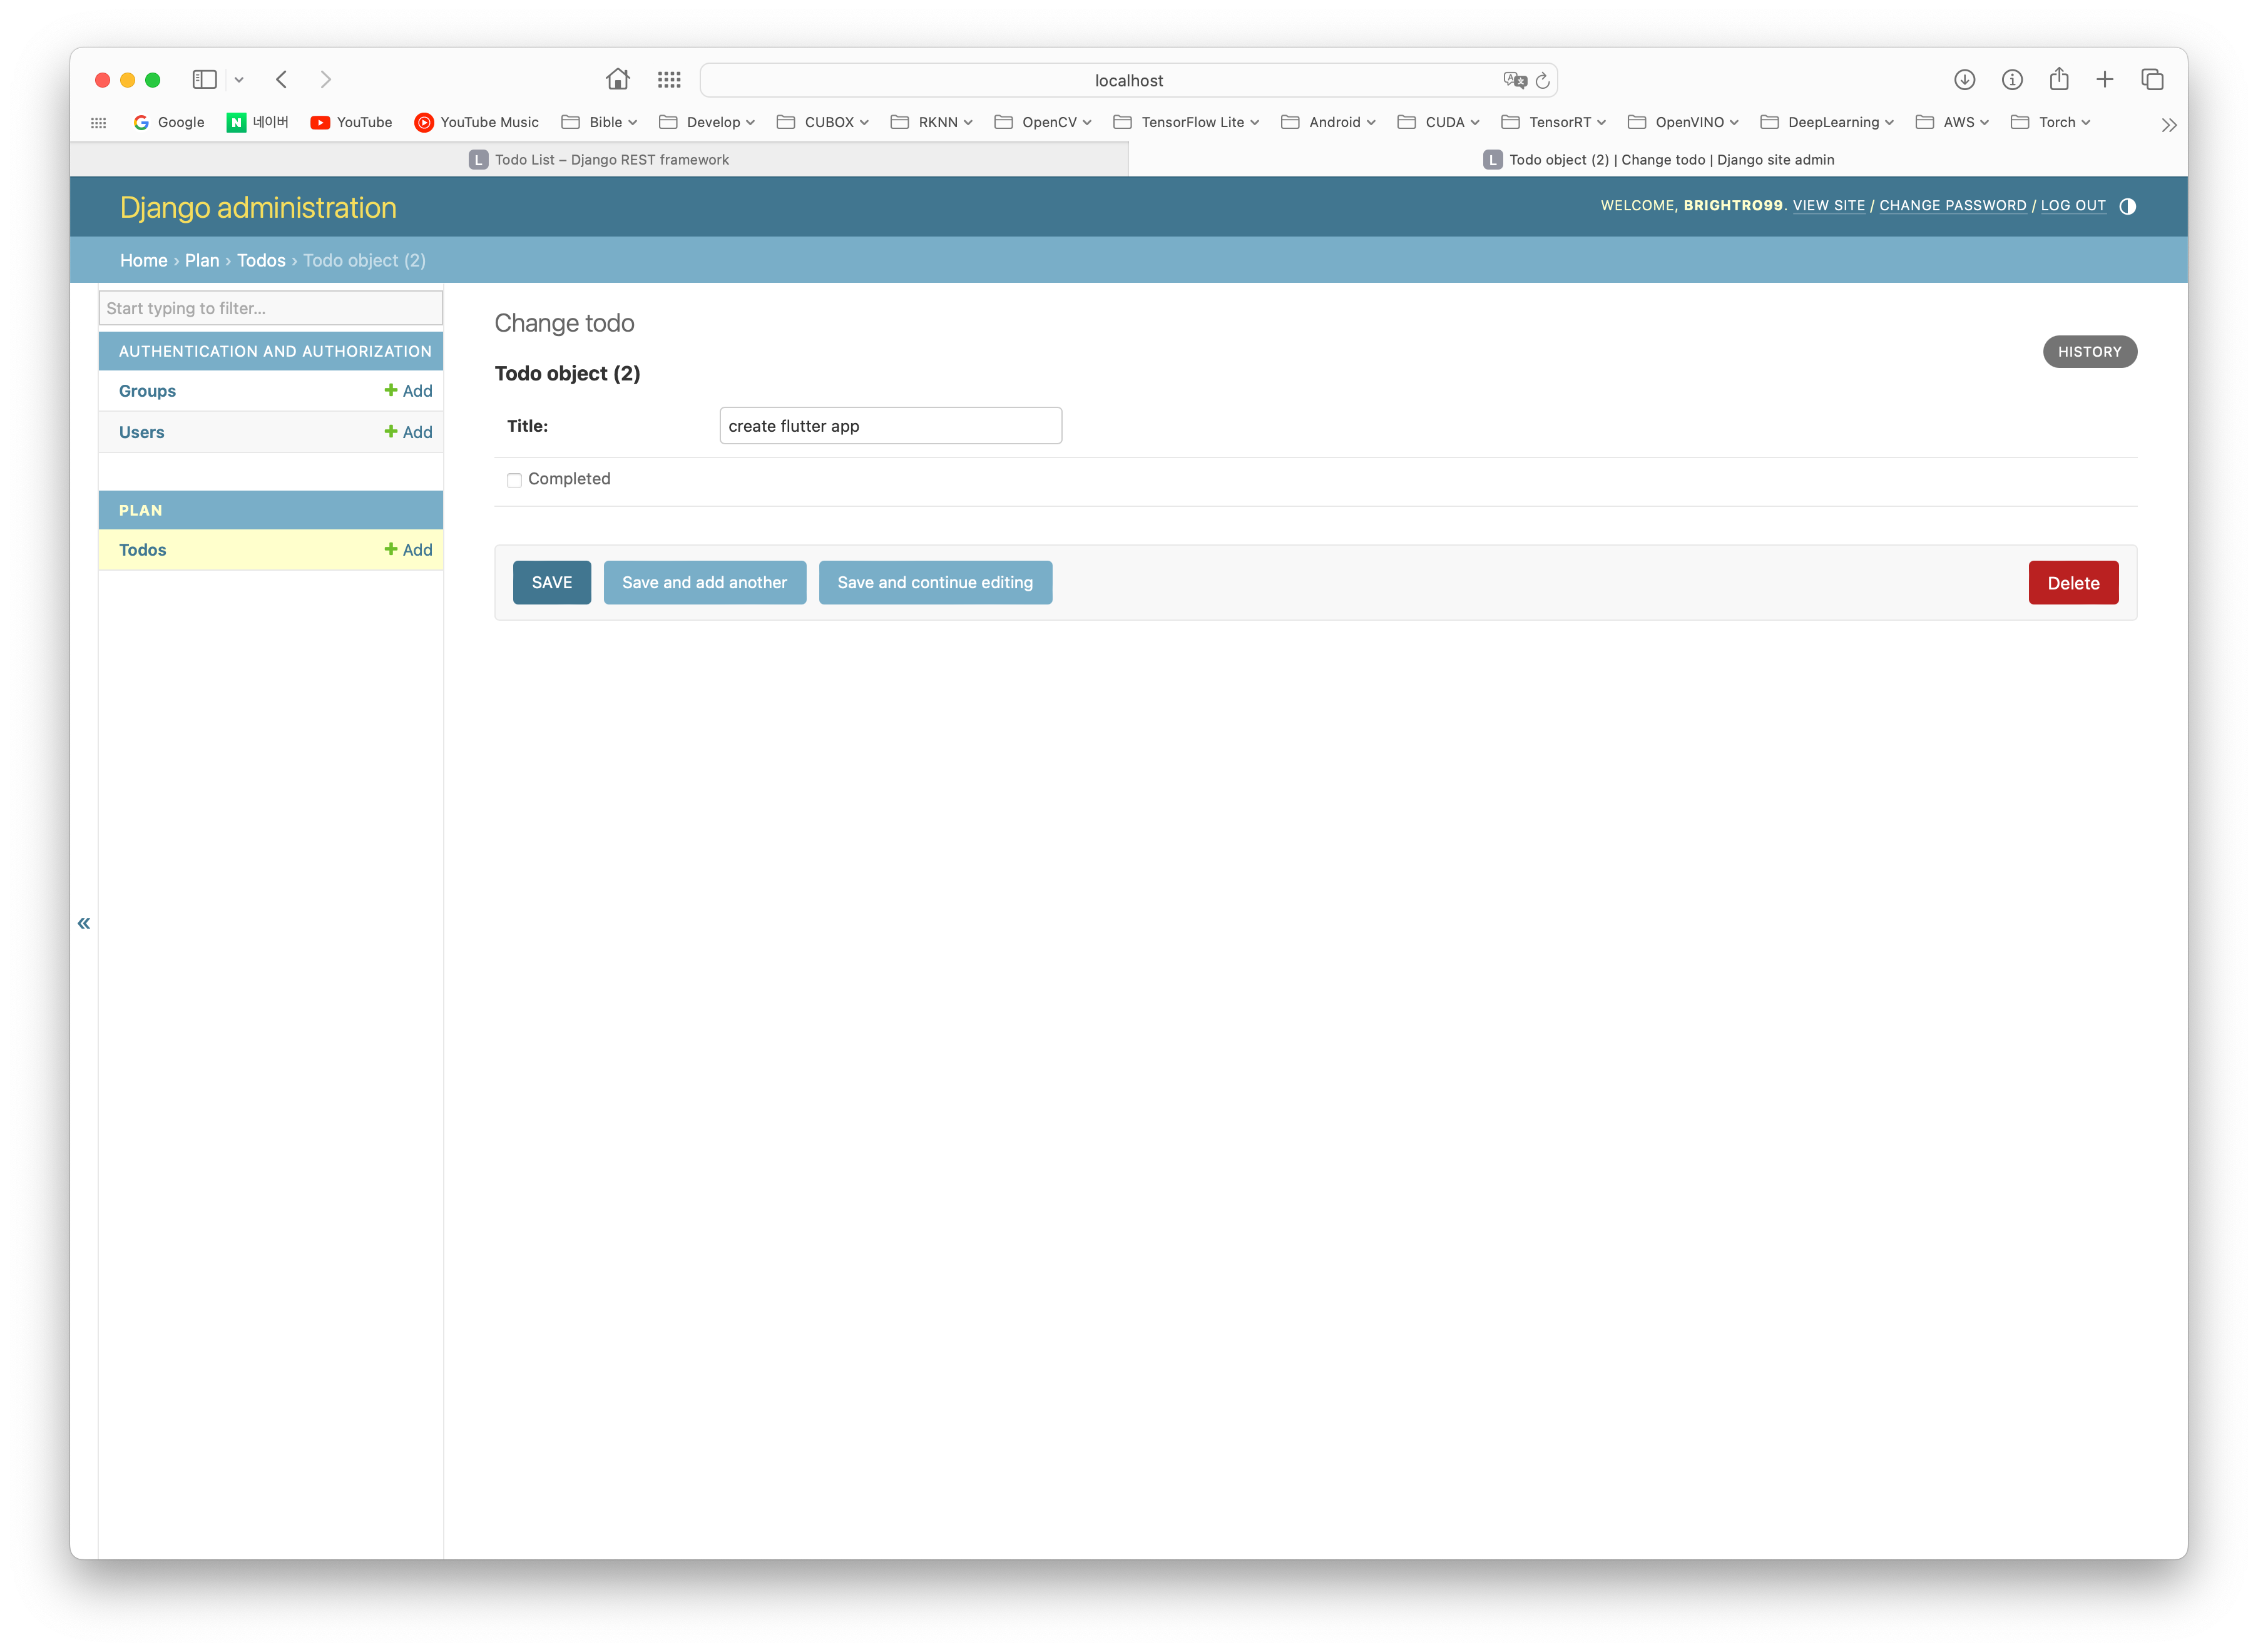 localhost
Google 네이버 YouTube YouTube Music Bible Develop CUBOX RKNN OpenCV TensorFlow Lite Android CUDA TensorRT OpenVINO DeepLearning AWS Torch
L Todo List – Django REST framework
L Todo object (2) | Change todo | Django site admin
Django administration
WELCOME, BRIGHTRO99. VIEW SITE / CHANGE PASSWORD / LOG OUT
Home › Plan › Todos › Todo object (2)
Start typing to filter...
AUTHENTICATION AND AUTHORIZATION
Groups + Add
Users + Add
PLAN
Todos + Add
Change todo
HISTORY
Todo object (2)
Title: create flutter app
Completed
SAVE Save and add another Save and continue editing Delete
«